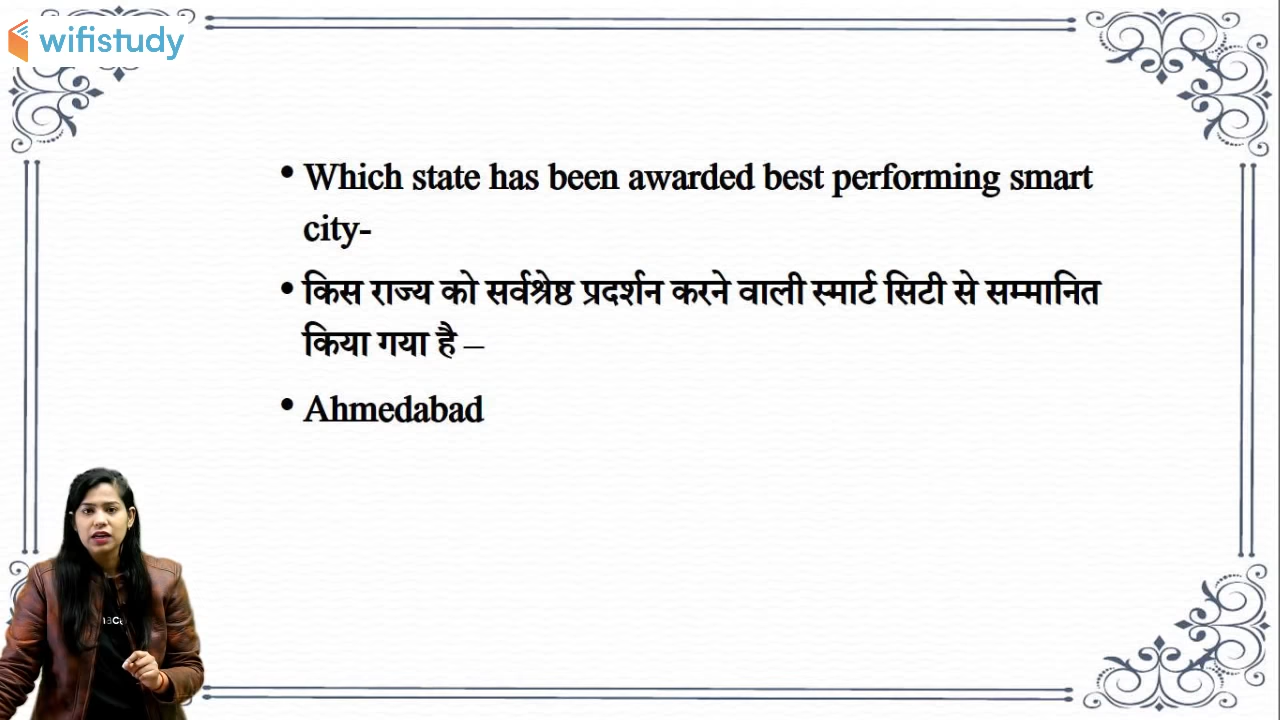 wifistudy
• Which state has been awarded best performing smart
city-
• किस राज्य को सर्वश्रेष्ठ प्रदर्शन करने वाली स्मार्ट सिटी से सम्मानित
किया गया है –
• Ahmedabad